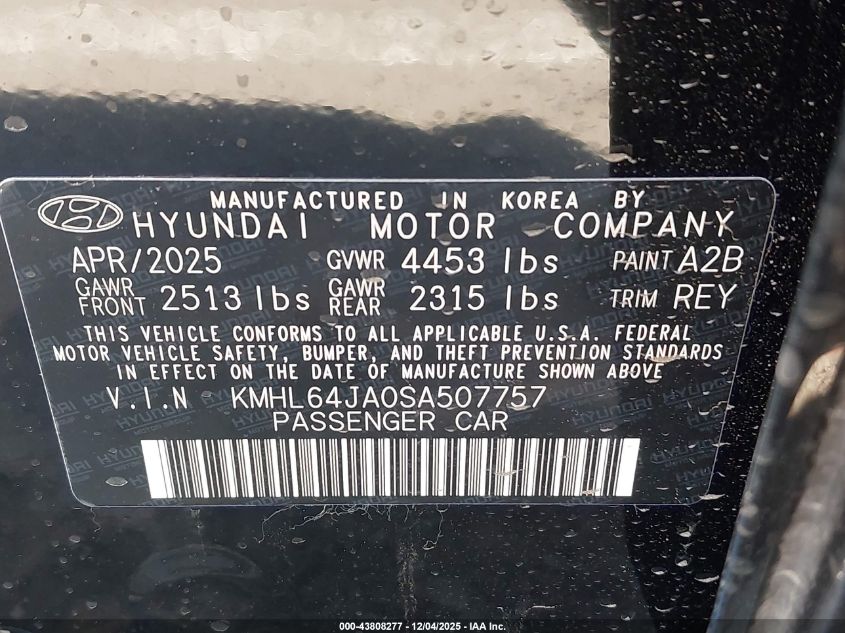 MANUFACTURED IN KOREA BY
HYUNDAI MOTOR COMPANY
APR/2025 GVWR 4453 lbs PAINT A2B
GAWR FRONT 2513 lbs GAWR REAR 2315 lbs TRIM REY
THIS VEHICLE CONFORMS TO ALL APPLICABLE U.S.A. FEDERAL
MOTOR VEHICLE SAFETY, BUMPER, AND THEFT PREVENTION STANDARDS
IN EFFECT ON THE DATE OF MANUFACTURE SHOWN ABOVE
V.I.N KMHL64JA0SA507757
PASSENGER CAR
000-43808277 - 12/04/2025 - IAA Inc.